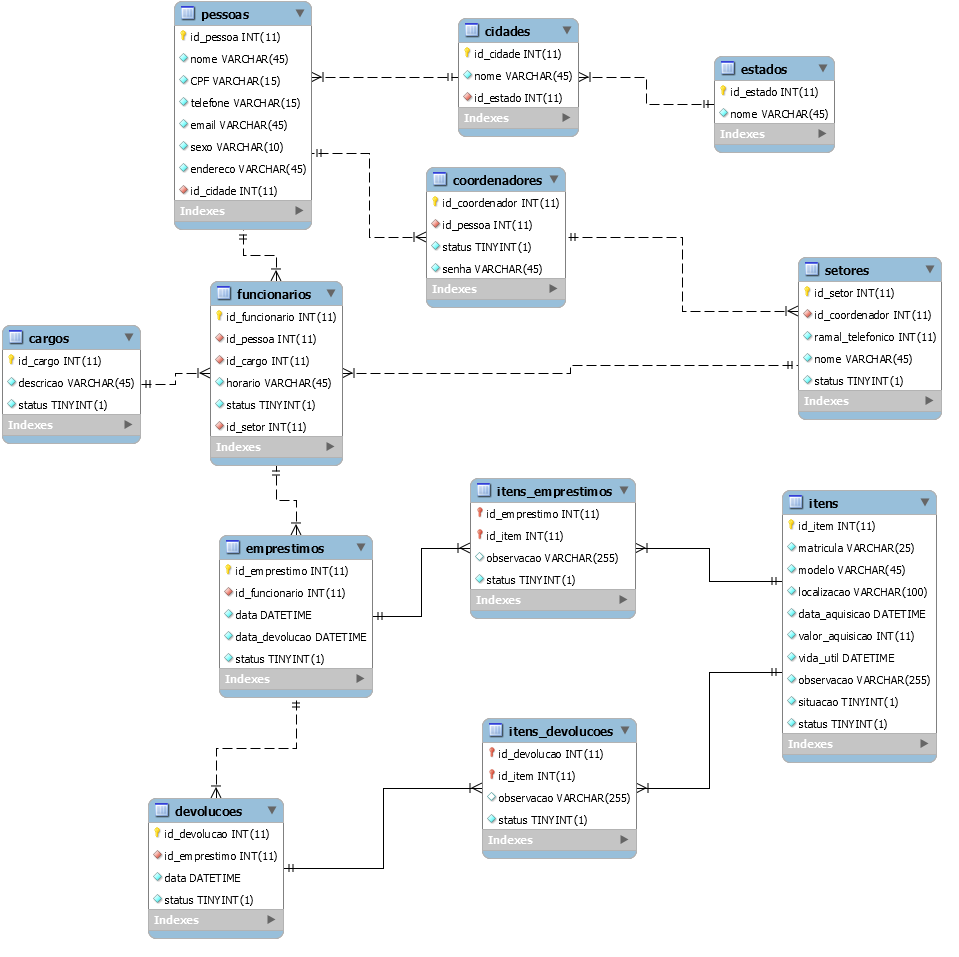 pessoas
id_pessoa INT(11)
nome VARCHAR(45)
CPF VARCHAR(15)
telefone VARCHAR(15)
email VARCHAR(45)
sexo VARCHAR(10)
endereco VARCHAR(45)
id_cidade INT(11)
Indexes
cidades
id_cidade INT(11)
nome VARCHAR(45)
id_estado INT(11)
Indexes
estados
id_estado INT(11)
nome VARCHAR(45)
Indexes
coordenadores
id_coordenador INT(11)
id_pessoa INT(11)
status TINYINT(1)
senha VARCHAR(45)
Indexes
setores
id_setor INT(11)
id_coordenador INT(11)
ramal_telefonico INT(11)
nome VARCHAR(45)
status TINYINT(1)
Indexes
funcionarios
id_funcionario INT(11)
id_pessoa INT(11)
id_cargo INT(11)
horario VARCHAR(45)
status TINYINT(1)
id_setor INT(11)
Indexes
cargos
id_cargo INT(11)
descricao VARCHAR(45)
status TINYINT(1)
Indexes
itens_emprestimos
id_emprestimo INT(11)
id_item INT(11)
observacao VARCHAR(255)
status TINYINT(1)
Indexes
itens
id_item INT(11)
matricula VARCHAR(25)
modelo VARCHAR(45)
localizacao VARCHAR(100)
data_aquisicao DATETIME
valor_aquisicao INT(11)
vida_util DATETIME
observacao VARCHAR(255)
situacao TINYINT(1)
status TINYINT(1)
Indexes
emprestimos
id_emprestimo INT(11)
id_funcionario INT(11)
data DATETIME
data_devolucao DATETIME
status TINYINT(1)
Indexes
itens_devolucoes
id_devolucao INT(11)
id_item INT(11)
observacao VARCHAR(255)
status TINYINT(1)
Indexes
devolucoes
id_devolucao INT(11)
id_emprestimo INT(11)
data DATETIME
status TINYINT(1)
Indexes